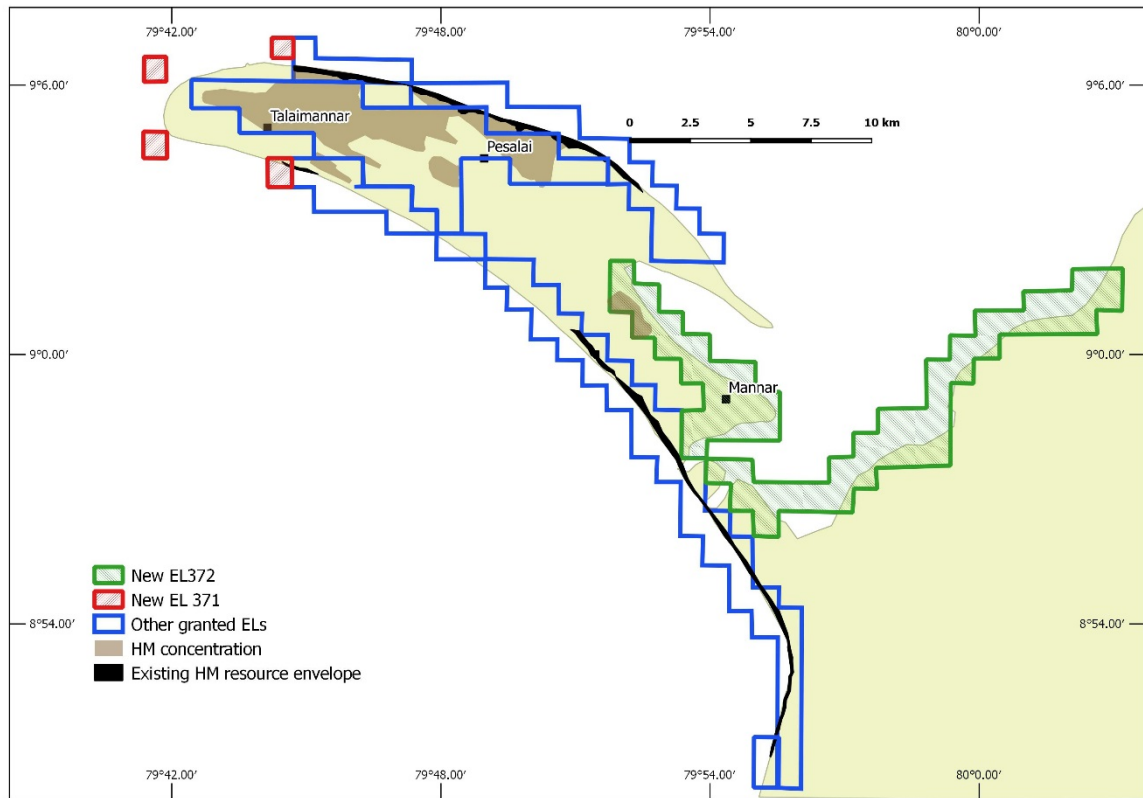 79°42.00' 79°48.00' 79°54.00' 80°0.00'
9°6.00' 9°6.00'
Talaimannar
0 2.5 5 7.5 10 km
Pesalai
9°0.00' 9°0.00'
Mannar
New EL372
New EL 371
Other granted ELs
8°54.00' 8°54.00'
HM concentration
Existing HM resource envelope
79°42.00' 79°48.00' 79°54.00' 80°0.00'